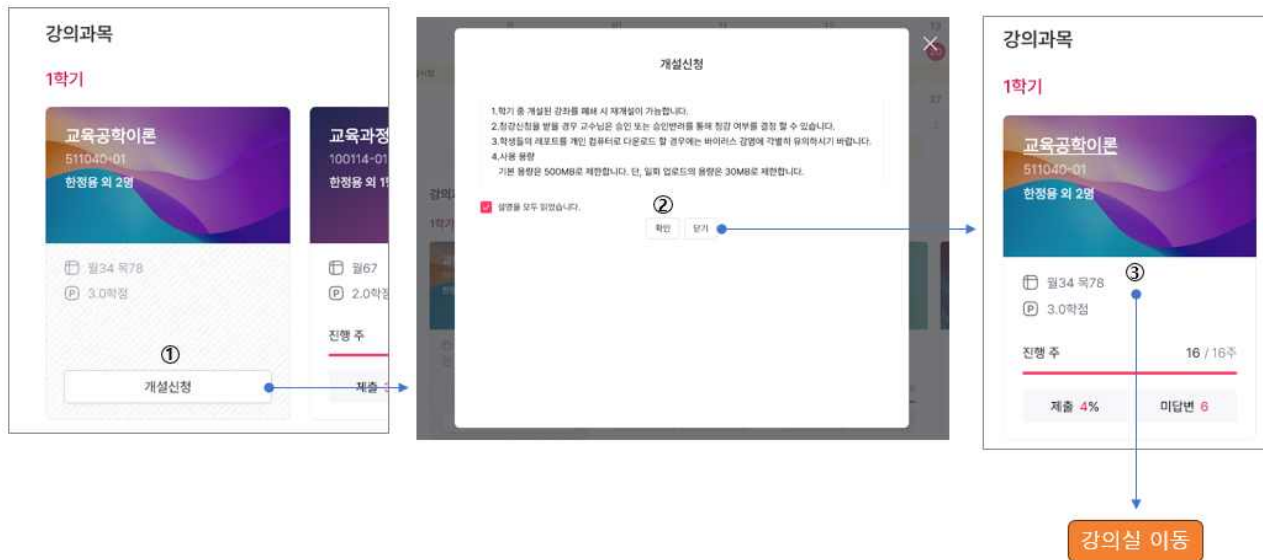 강의과목
1학기
교육공학이론
511040-01
한정용 외 2명
월34 목78
3.0학점
①
개설신청
교육과정
100114-01
한정용 외 1명
월67
2.0학점
진행 주
제출
개설신청
1.학기 중 개설된 강좌를 폐쇄 시 재개설이 가능합니다.
2.청강신청을 받을 경우 교수님은 승인 또는 승인반려를 통해 청강 여부를 결정 할 수 있습니다.
3.학생들의 레포트를 개인 컴퓨터로 다운로드 할 경우에는 바이러스 감염에 각별히 유의하시기 바랍니다.
4.사용 용량
기본 용량은 500MB로 제한합니다. 단, 일회 업로드의 용량은 30MB로 제한합니다.
설명을 모두 읽었습니다.
②
확인 닫기
강의과목
1학기
교육공학이론
511040-01
한정용 외 2명
월34 목78
③
3.0학점
진행 주 16 / 16주
제출 4% 미답변 6
강의실 이동